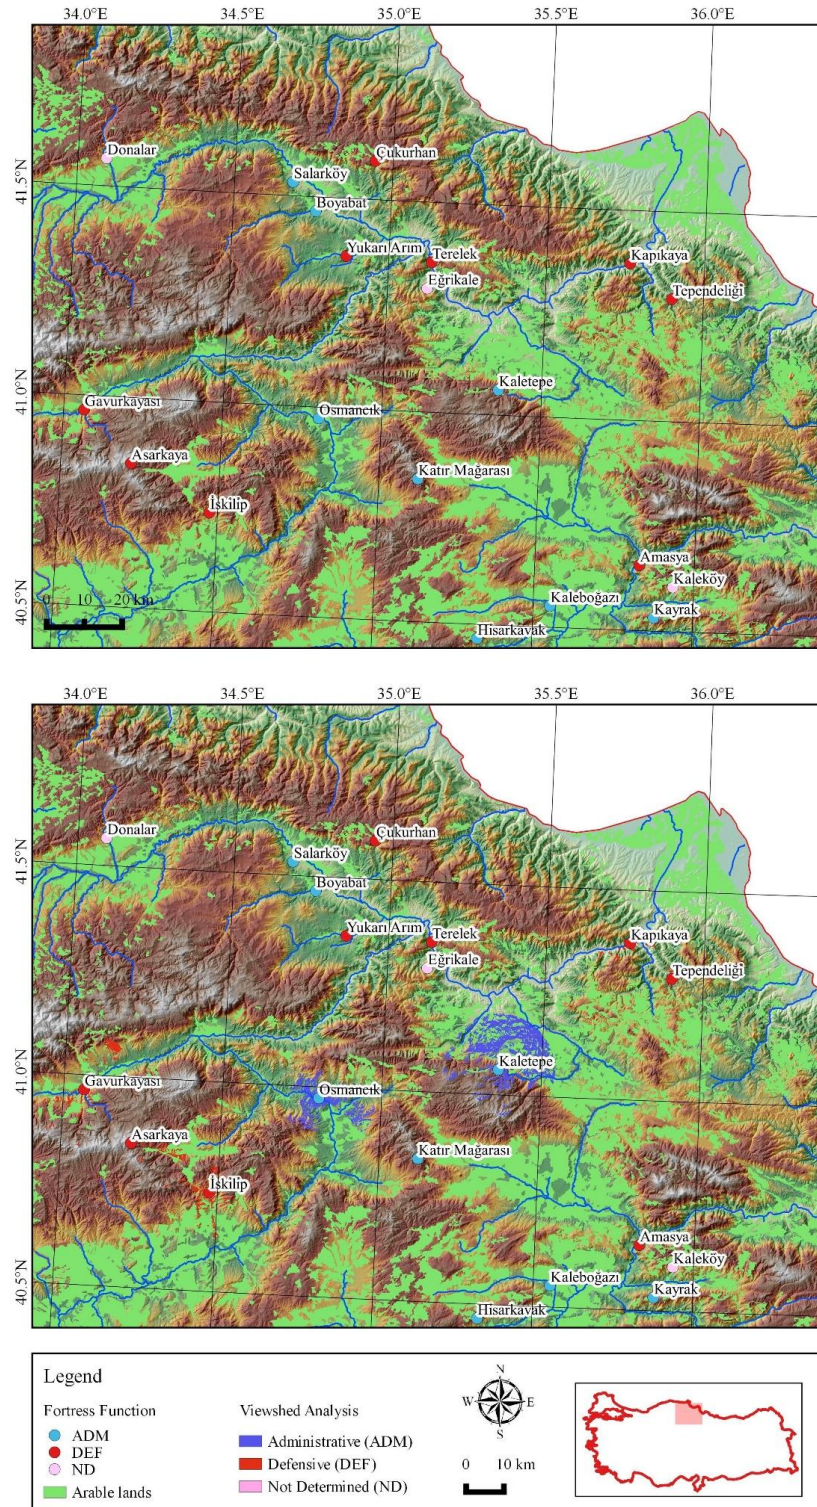 34.0°E 34.5°E 35.0°E 35.5°E 36.0°E
Donalar
Çukurhan
41.5°N
Salarköy
Boyabat
Yukarı Arım
Terelek
Kapıkaya
Eğrikale
Tependeliği
41.0°N
Kaletepe
Gavurkayası
Osmancık
Asarkaya
Katır Mağarası
İskilip
Amasya
Kaleköy
40.5°N
0 10 20 km
Kaleboğazı
Kayrak
Hisarkavak
34.0°E 34.5°E 35.0°E 35.5°E 36.0°E
Donalar
Çukurhan
41.5°N
Salarköy
Boyabat
Yukarı Arım
Terelek
Kapıkaya
Eğrikale
Tependeliği
41.0°N
Kaletepe
Gavurkayası
Osmancık
Asarkaya
Katır Mağarası
İskilip
Amasya
Kaleköy
40.5°N
Kaleboğazı
Kayrak
Hisarkavak
Legend
Fortress Function
ADM
DEF
ND
Arable lands
Viewshed Analysis
Administrative (ADM)
Defensive (DEF)
Not Determined (ND)
N
W E
S
0 10 km